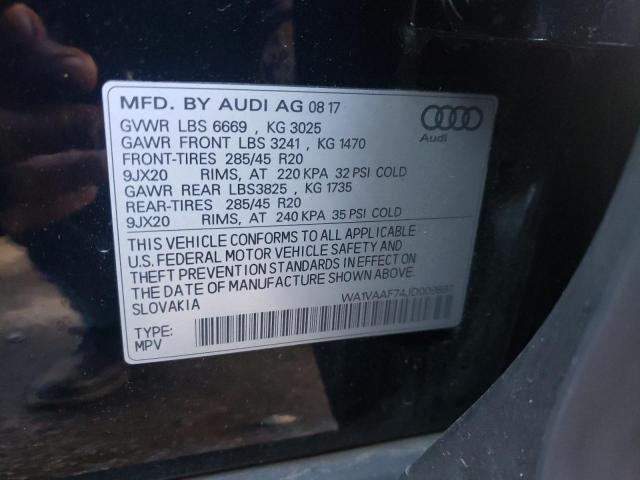 MFD. BY AUDI AG 08 17
GVWR LBS 6669 , KG 3025
GAWR FRONT LBS 3241 , KG 1470
FRONT-TIRES 285/45 R20
9JX20 RIMS, AT 220 KPA 32 PSI COLD
GAWR REAR LBS3825 , KG 1735
REAR-TIRES 285/45 R20
9JX20 RIMS, AT 240 KPA 35 PSI COLD
THIS VEHICLE CONFORMS TO ALL APPLICABLE
U.S. FEDERAL MOTOR VEHICLE SAFETY AND
THEFT PREVENTION STANDARDS IN EFFECT ON
THE DATE OF MANUFACTURE SHOWN ABOVE.
SLOVAKIA
TYPE:
MPV
Audi